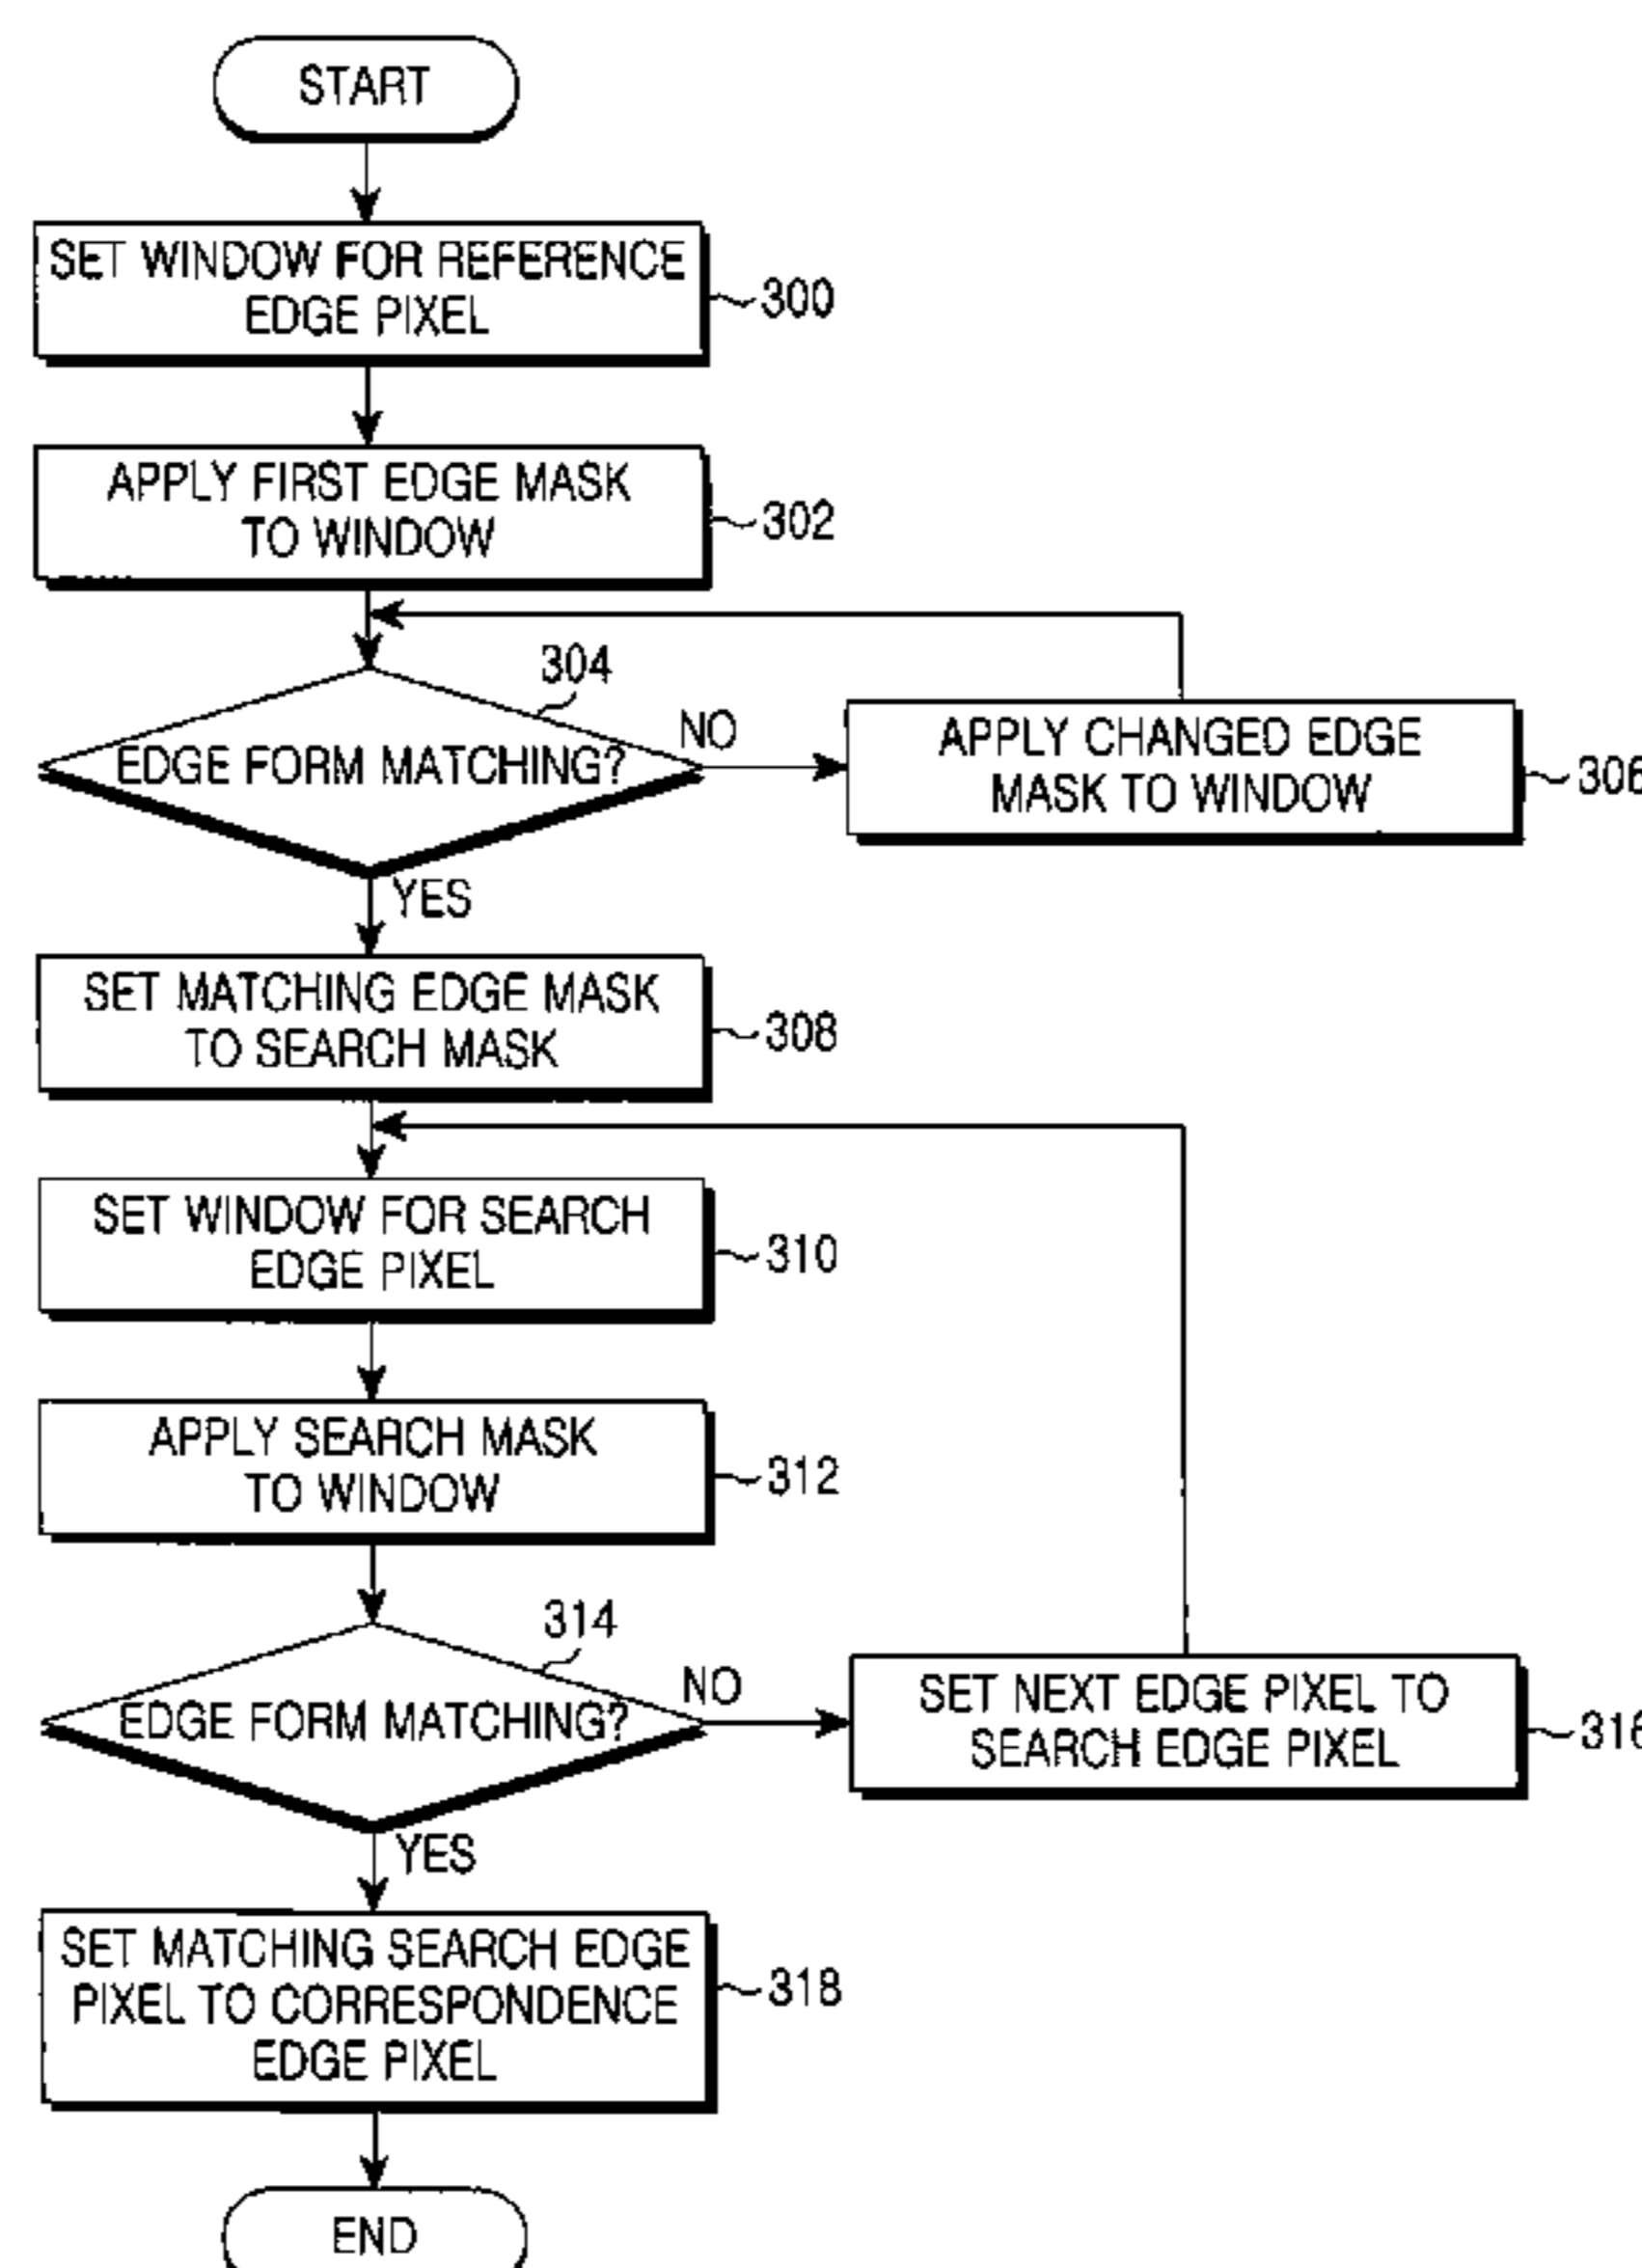 START
SET WINDOW FOR REFERENCE
EDGE PIXEL
300
APPLY FIRST EDGE MASK
TO WINDOW
302
304
EDGE FORM MATCHING?
NO
APPLY CHANGED EDGE
MASK TO WINDOW
306
YES
SET MATCHING EDGE MASK
TO SEARCH MASK
308
SET WINDOW FOR SEARCH
EDGE PIXEL
310
APPLY SEARCH MASK
TO WINDOW
312
314
EDGE FORM MATCHING?
NO
SET NEXT EDGE PIXEL TO
SEARCH EDGE PIXEL
316
YES
SET MATCHING SEARCH EDGE
PIXEL TO CORRESPONDENCE
EDGE PIXEL
318
END